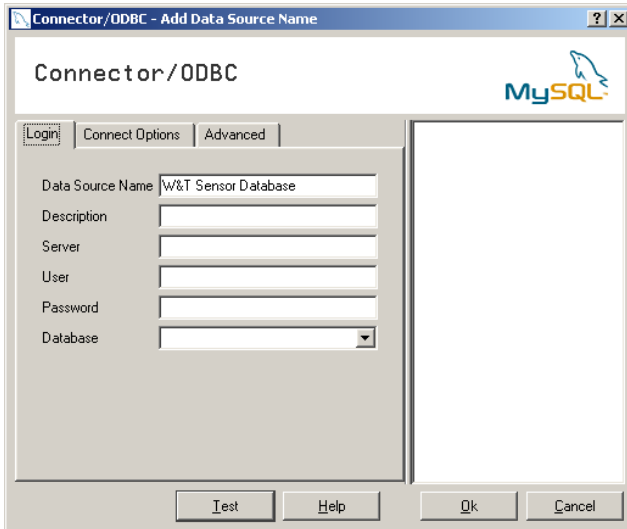 Connector/ODBC - Add Data Source Name
Connector/ODBC
MySQL
Login Connect Options Advanced
Data Source Name W&T Sensor Database
Description
Server
User
Password
Database
Test Help Ok Cancel